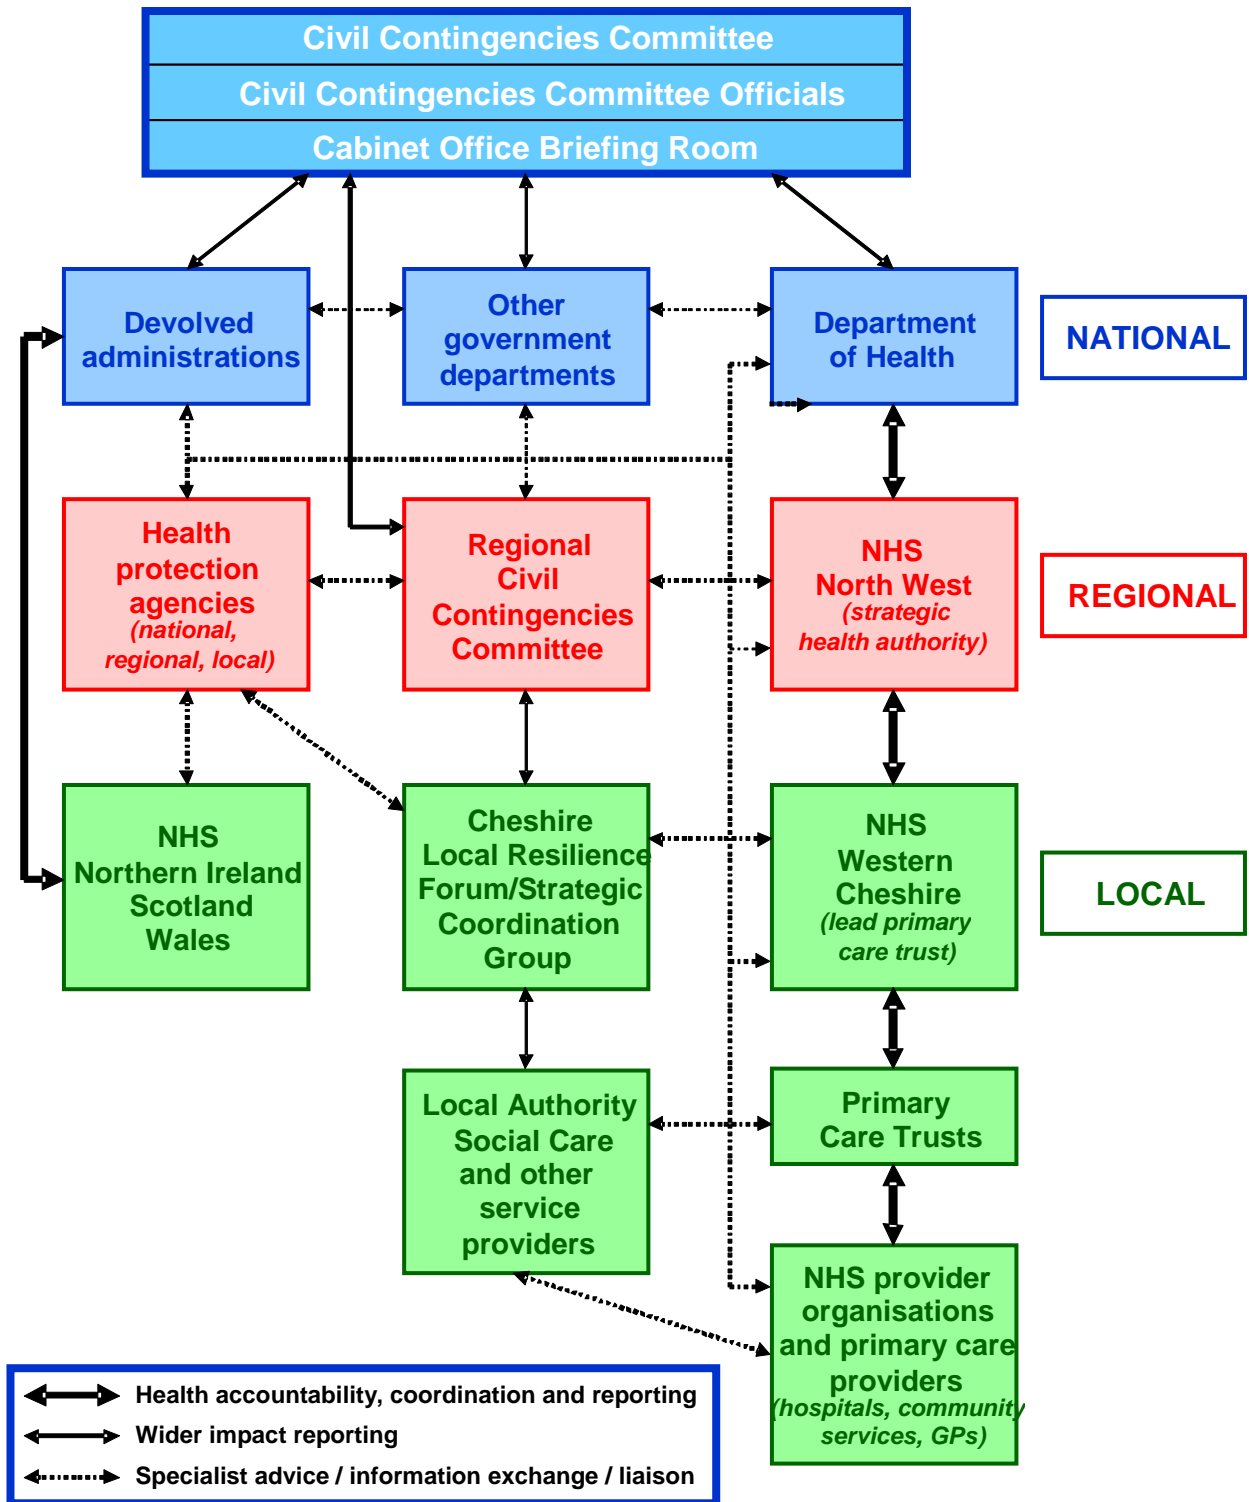 Civil Contingencies Committee
Civil Contingencies Committee Officials
Cabinet Office Briefing Room
Devolved
administrations
Other
government
departments
Department
of Health
NATIONAL
Health
protection
agencies
(national,
regional, local)
Regional
Civil
Contingencies
Committee
NHS
North West
(strategic
health authority)
REGIONAL
NHS
Northern Ireland
Scotland
Wales
Cheshire
Local Resilience
Forum/Strategic
Coordination
Group
NHS
Western
Cheshire
(lead primary
care trust)
LOCAL
Local Authority
Social Care
and other
service
providers
Primary
Care Trusts
NHS provider
organisations
and primary care
providers
(hospitals, community
services, GPs)
Health accountability, coordination and reporting
Wider impact reporting
Specialist advice / information exchange / liaison